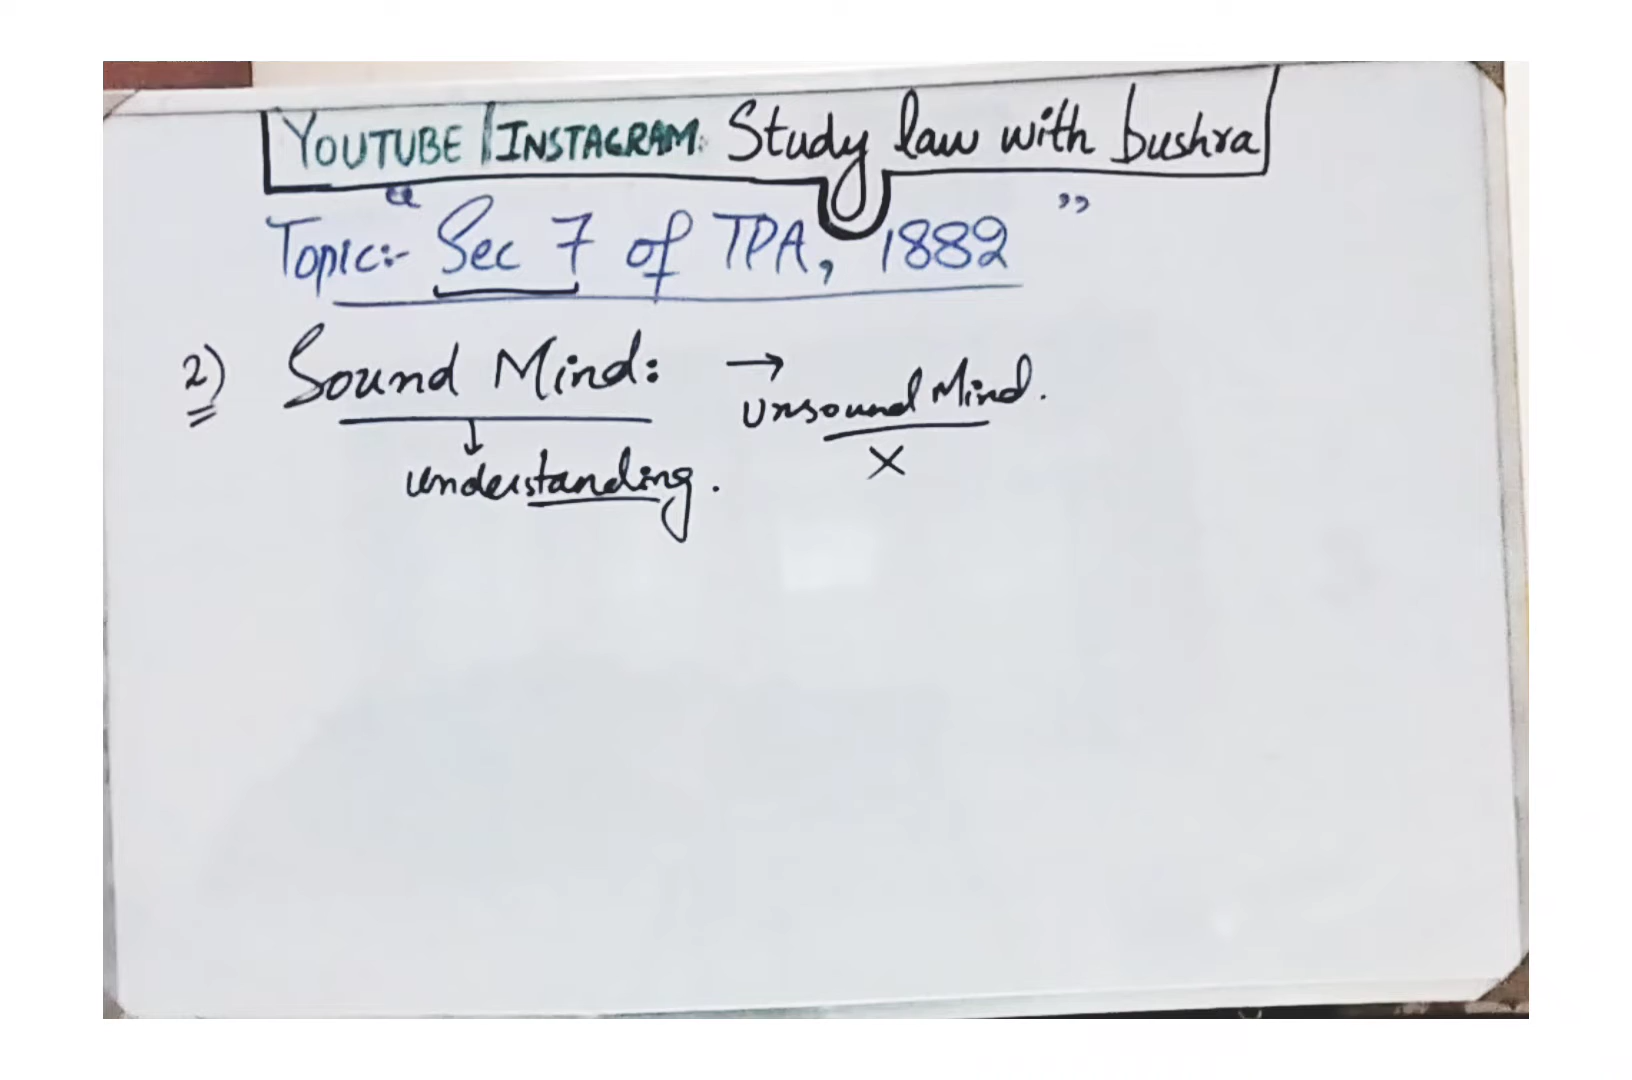 YOUTUBE | INSTAGRAM: Study law with bushra
Topic:- "Sec 7 of TPA, 1882"
2) Sound Mind: → Unsound Mind.
↓ X
understanding.